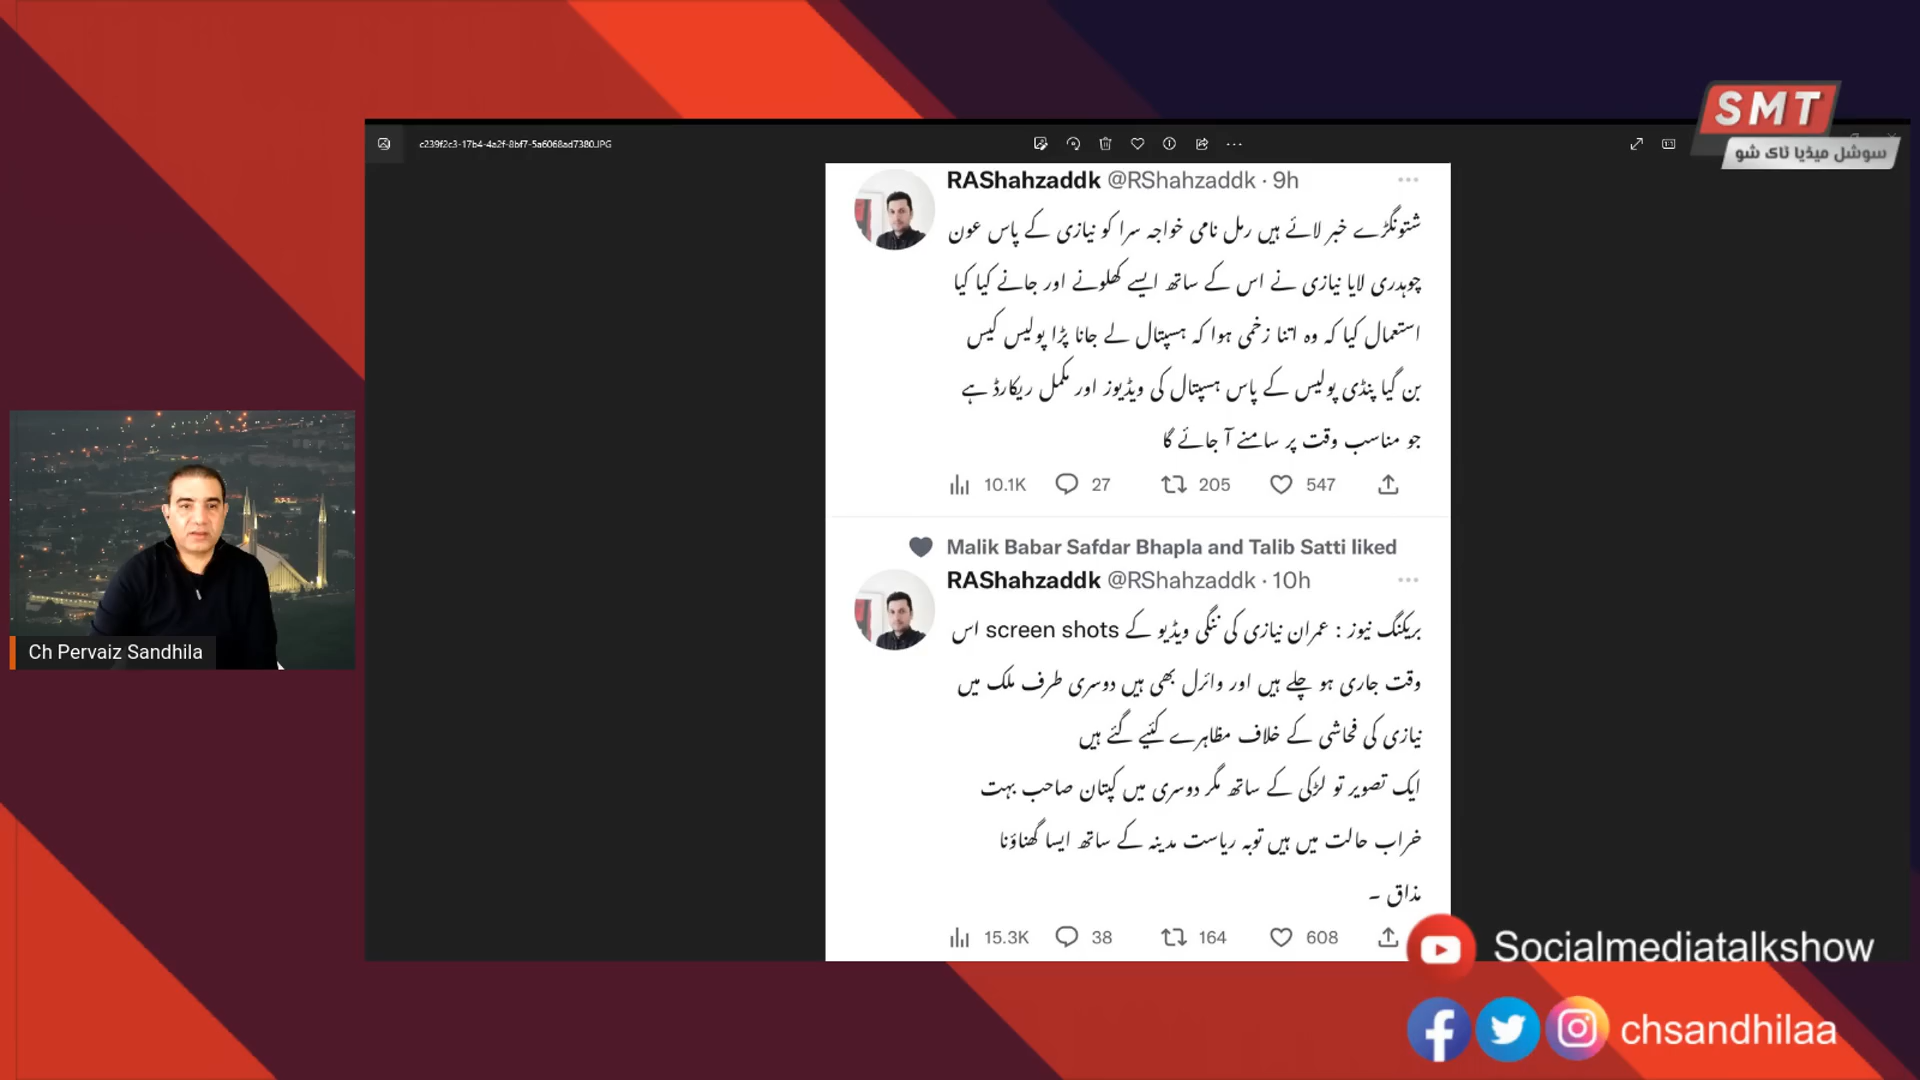 SMT
سوشل میڈیا ٹاک شو
c239f2c3-17b4-4a2f-8bf7-5a6068ad7380.JPG
RAShahzaddk @RShahzaddk · 9h
شتونگڑے خبر لائے ہیں رمل نامی خواجہ سرا کو نیازی کے پاس عون
چوہدری لایا نیازی نے اس کے ساتھ ایسے کھلونے اور جانے کیا کیا
استعمال کیا کہ وہ اتنا زخمی ہوا کہ ہسپتال لے جانا پڑا پولیس کیس
بن گیا پنڈی پولیس کے پاس ہسپتال کی ویڈیوز اور مکمل ریکارڈ ہے
جو مناسب وقت پر سامنے آ جائے گا
10.1K 27 205 547
Malik Babar Safdar Bhapla and Talib Satti liked
RAShahzaddk @RShahzaddk · 10h
بریکنگ نیوز : عمران نیازی کی ننگی ویڈیو کے screen shots اس
وقت جاری ہو چلے ہیں اور وائرل بھی ہیں دوسری طرف ملک میں
نیازی کی فحاشی کے خلاف مظاہرے کئیے گئے ہیں
ایک تصویر تو لڑکی کے ساتھ مگر دوسری میں کپتان صاحب بہت
خراب حالت میں ہیں توبہ ریاست مدینہ کے ساتھ ایسا گھناؤنا
مذاق ۔
15.3K 38 164 608
Ch Pervaiz Sandhila
Socialmediatalkshow
chsandhilaa